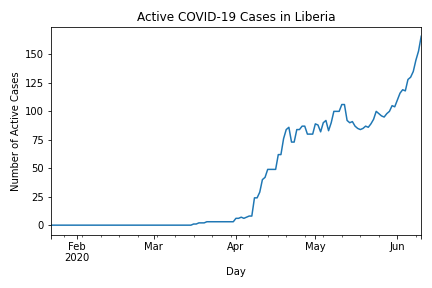 Active COVID-19 Cases in Liberia
Number of Active Cases
150
125
100
75
50
25
0
Feb
2020
Mar
Apr
May
Jun
Day